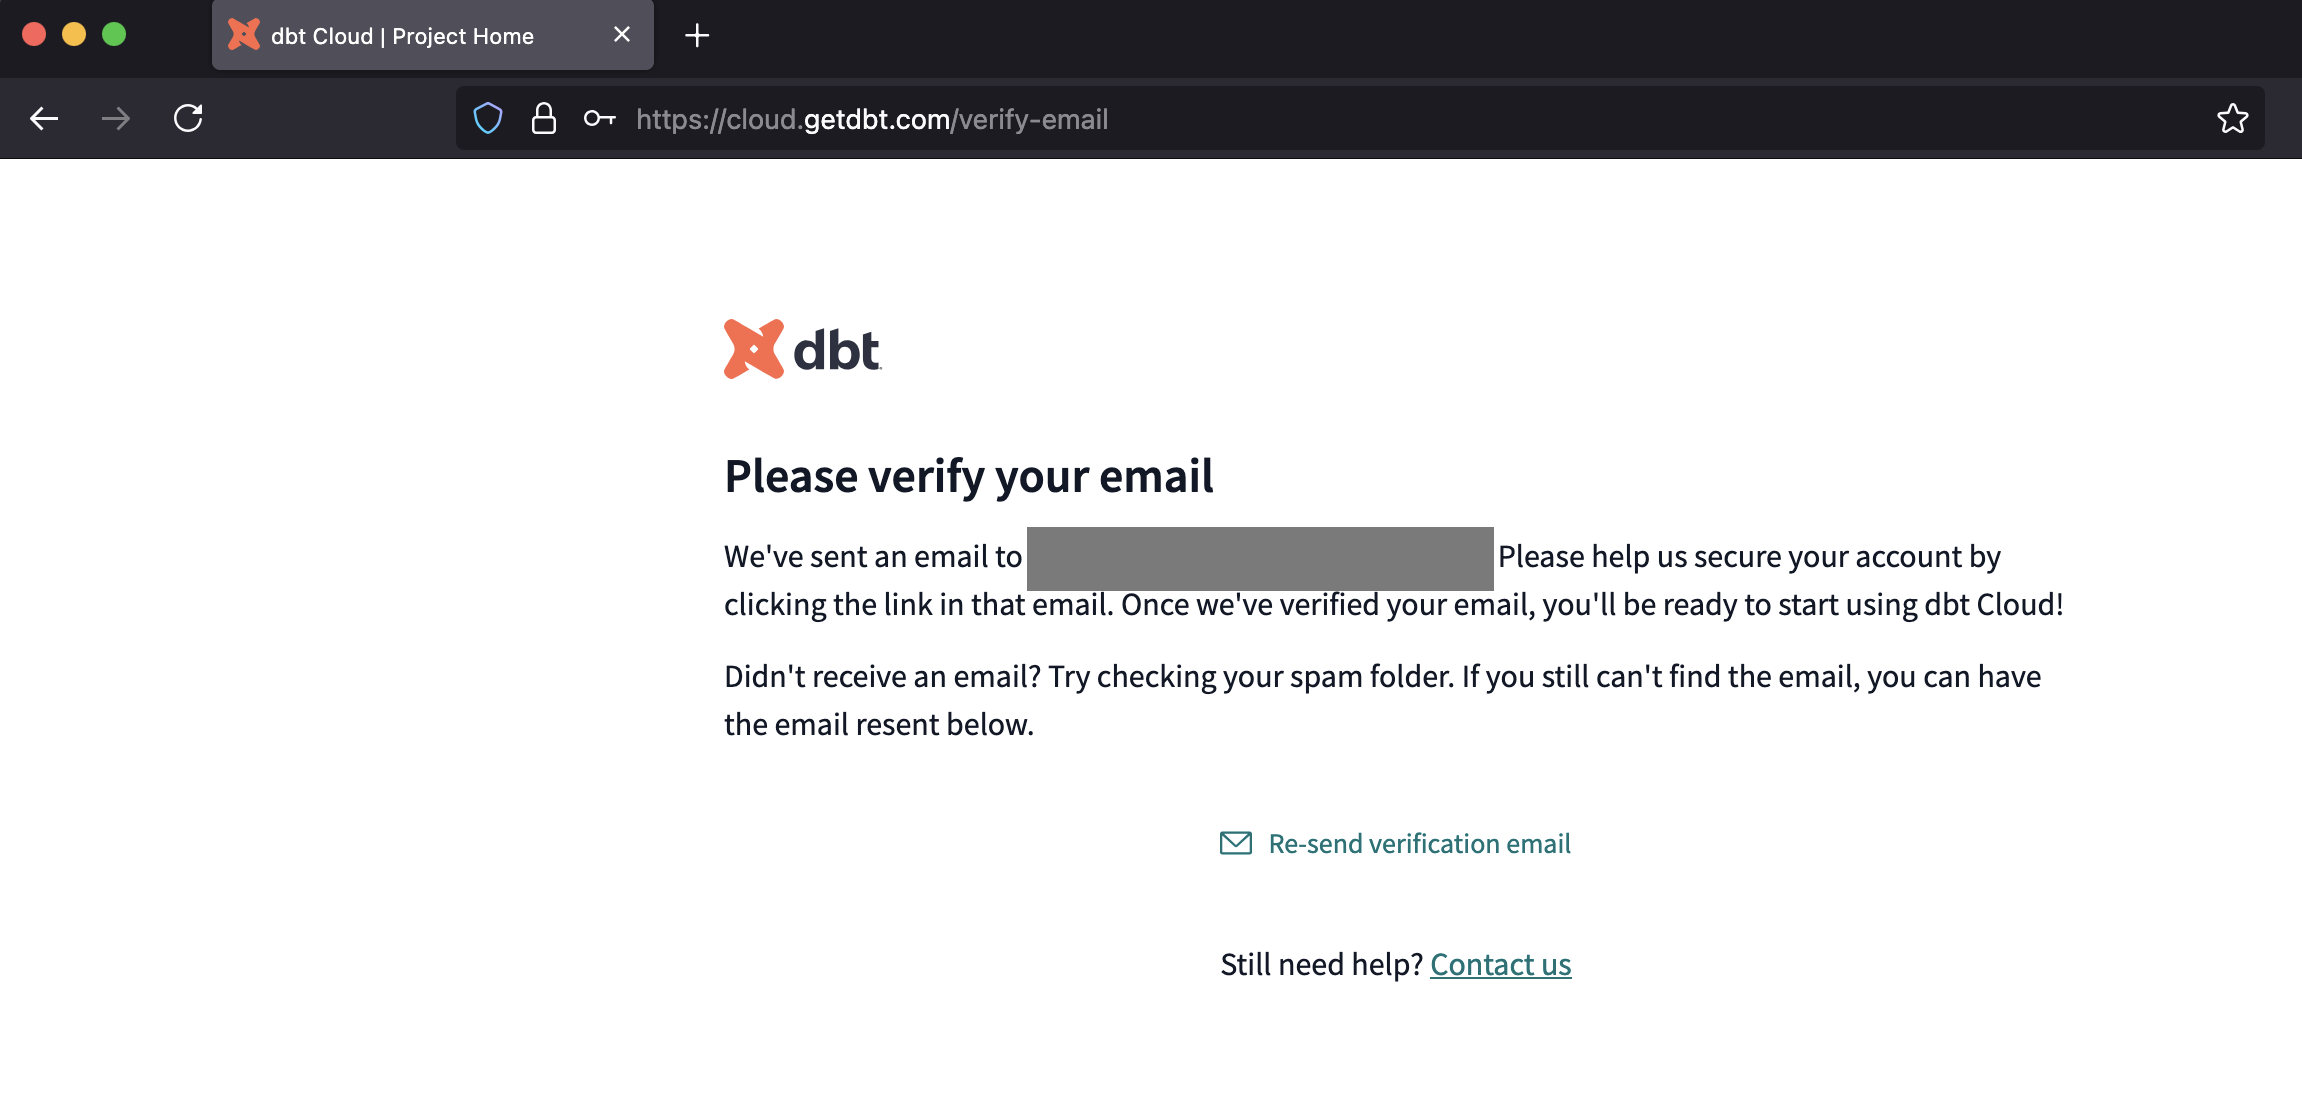 dbt Cloud | Project Home
https://cloud.getdbt.com/verify-email
dbt
Please verify your email
We've sent an email to Please help us secure your account by
clicking the link in that email. Once we've verified your email, you'll be ready to start using dbt Cloud!
Didn't receive an email? Try checking your spam folder. If you still can't find the email, you can have
the email resent below.
Re-send verification email
Still need help? Contact us